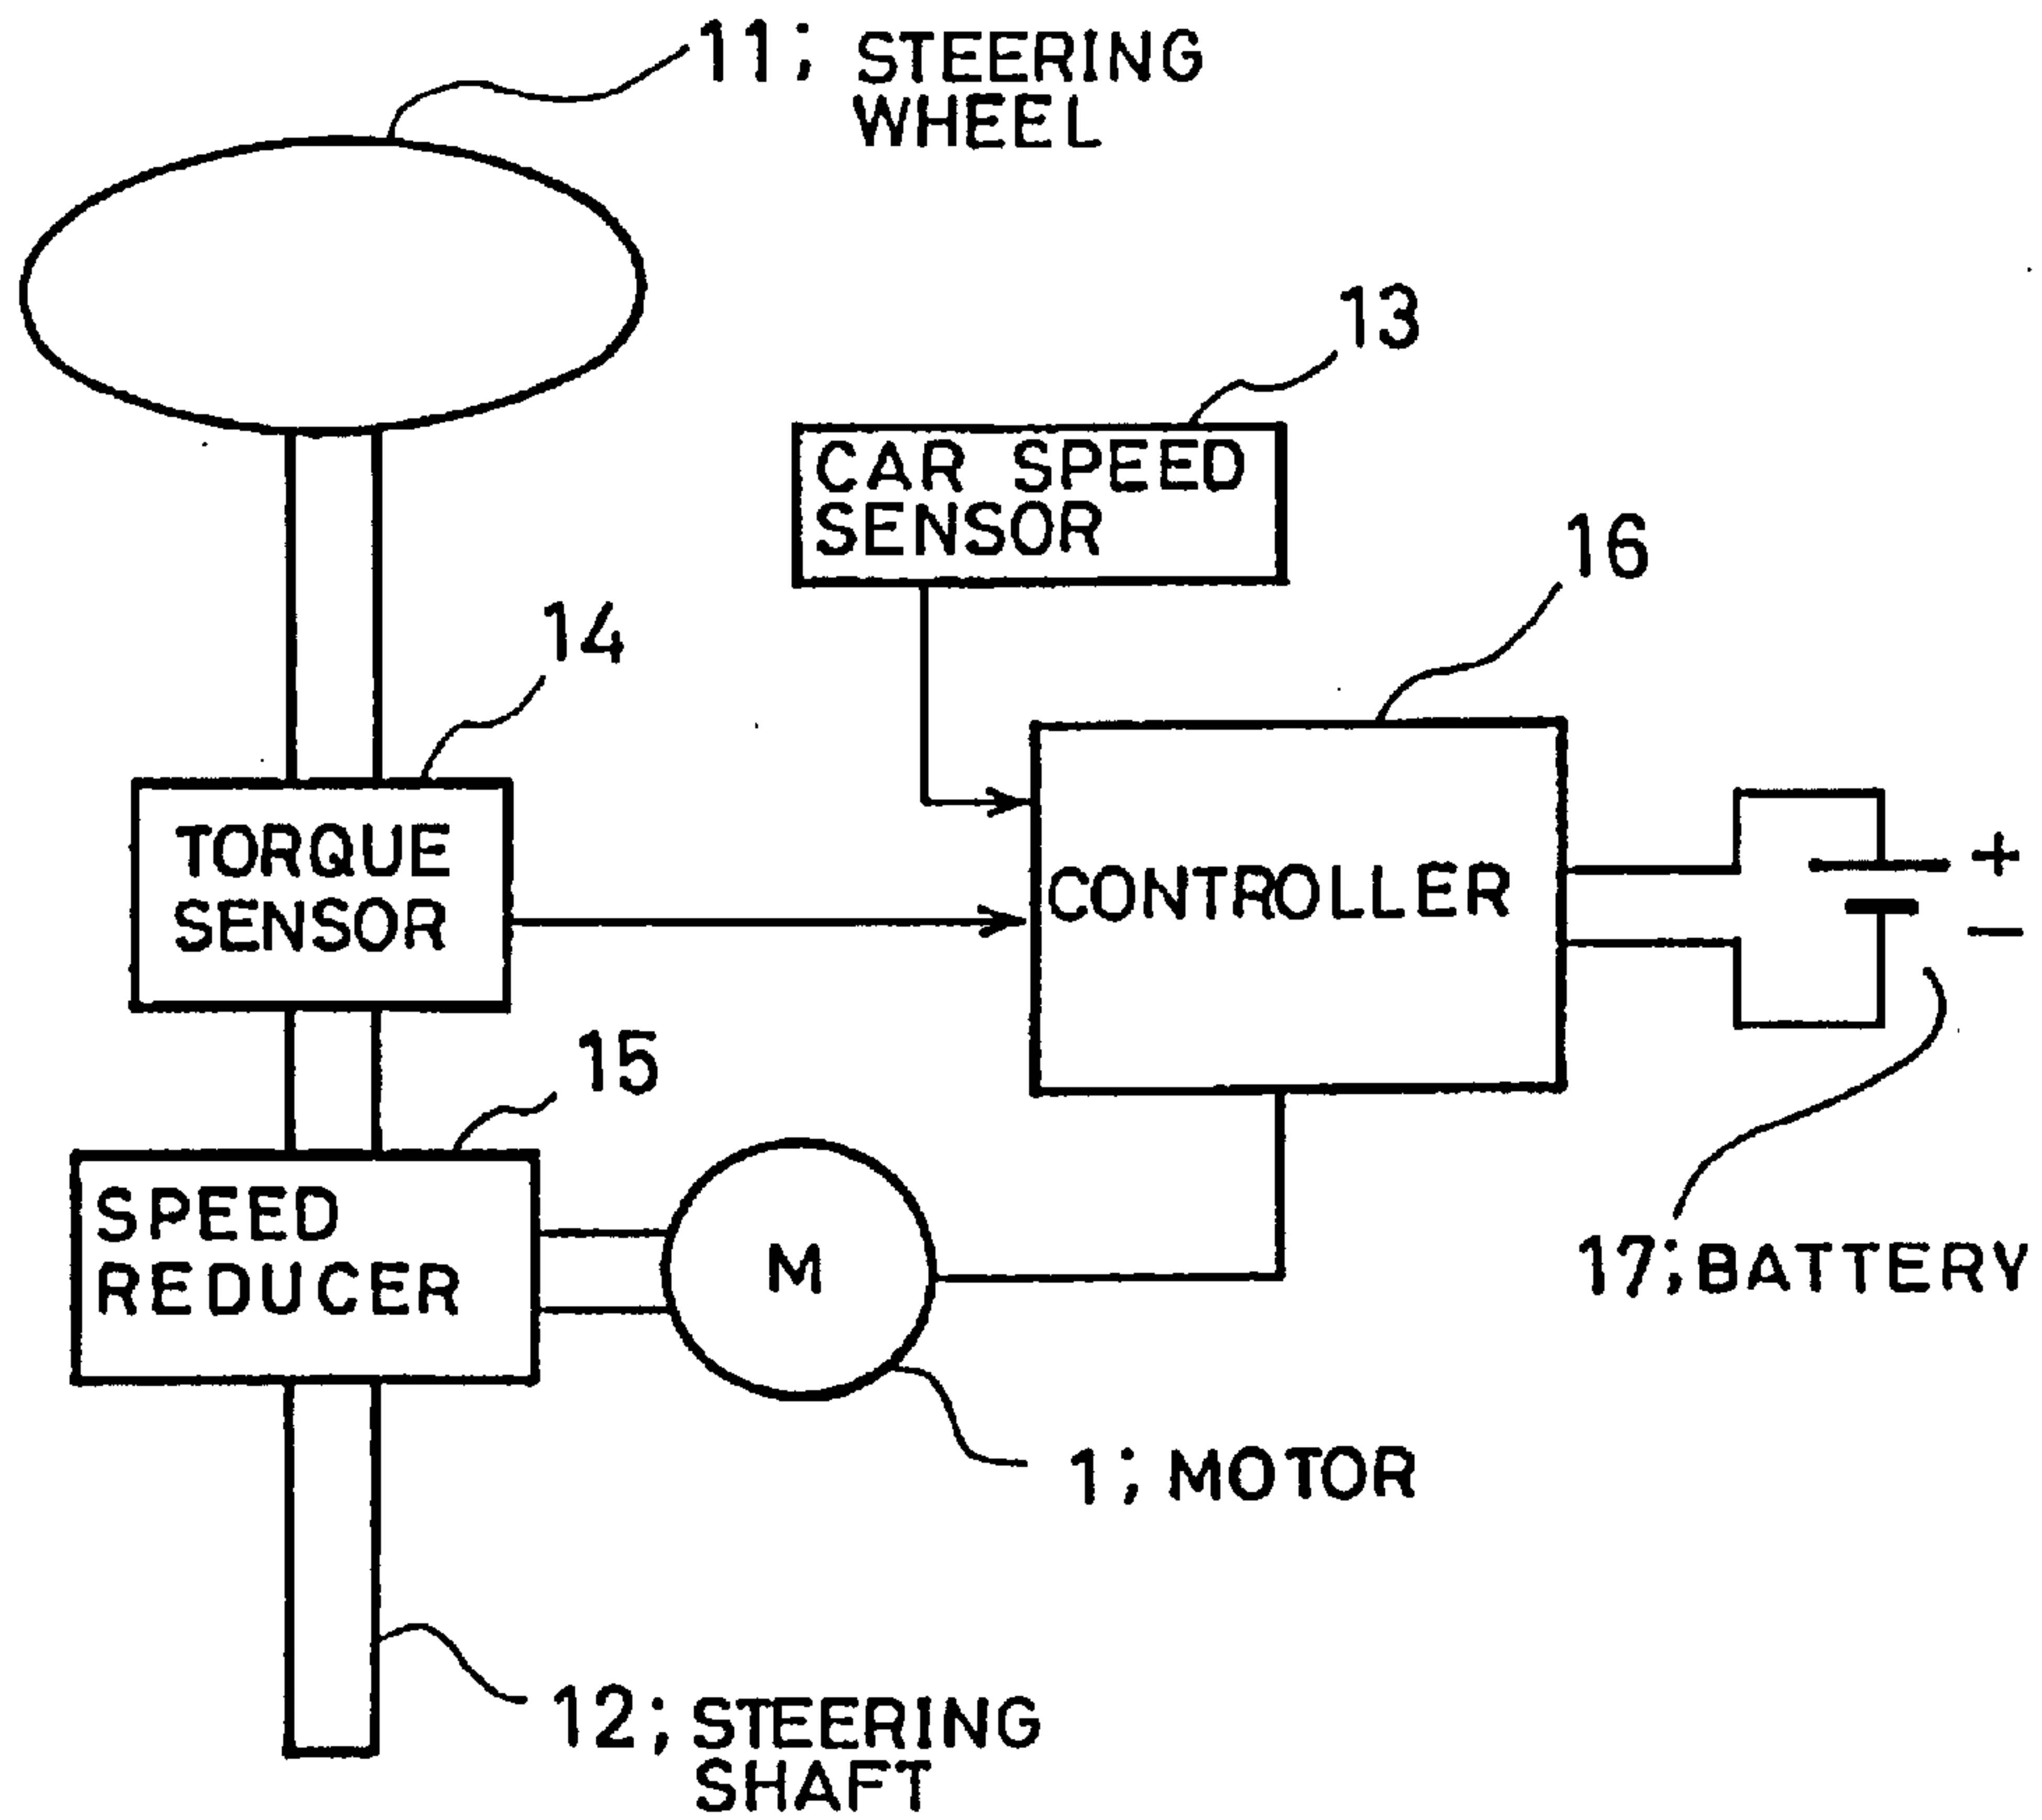 11; STEERING
WHEEL
13
CAR SPEED
SENSOR
16
14
TORQUE
SENSOR
CONTROLLER
+
−
15
SPEED
REDUCER
M
17; BATTERY
1; MOTOR
12; STEERING
SHAFT